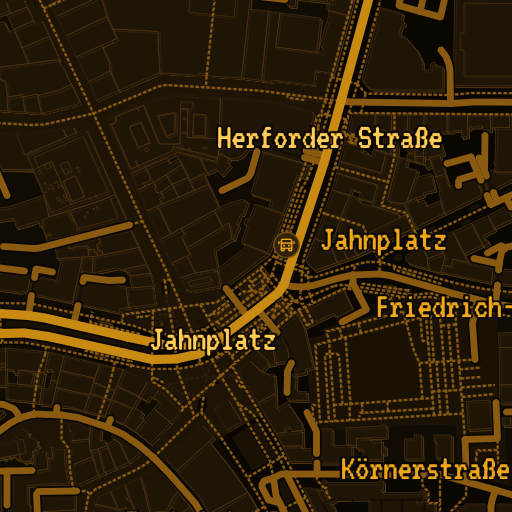 Herforder Straße
Jahnplatz
Friedrich-
Jahnplatz
Körnerstraße